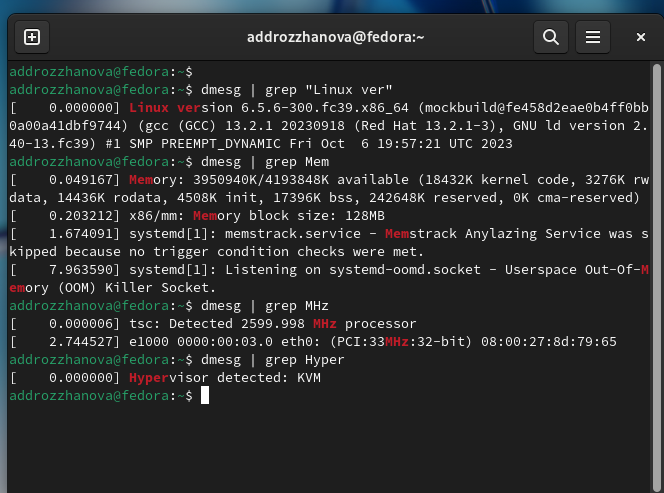 addrozzhanova@fedora:~
addrozzhanova@fedora:~$
addrozzhanova@fedora:~$ dmesg | grep "Linux ver"
[    0.000000] Linux version 6.5.6-300.fc39.x86_64 (mockbuild@fe458d2eae0b4ff0bb
0a00a41dbf9744) (gcc (GCC) 13.2.1 20230918 (Red Hat 13.2.1-3), GNU ld version 2.
40-13.fc39) #1 SMP PREEMPT_DYNAMIC Fri Oct  6 19:57:21 UTC 2023
addrozzhanova@fedora:~$ dmesg | grep Mem
[    0.049167] Memory: 3950940K/4193848K available (18432K kernel code, 3276K rw
data, 14436K rodata, 4508K init, 17396K bss, 242648K reserved, 0K cma-reserved)
[    0.203212] x86/mm: Memory block size: 128MB
[    1.674091] systemd[1]: memstrack.service - Memstrack Anylazing Service was s
kipped because no trigger condition checks were met.
[    7.963590] systemd[1]: Listening on systemd-oomd.socket - Userspace Out-Of-M
emory (OOM) Killer Socket.
addrozzhanova@fedora:~$ dmesg | grep MHz
[    0.000006] tsc: Detected 2599.998 MHz processor
[    2.744527] e1000 0000:00:03.0 eth0: (PCI:33MHz:32-bit) 08:00:27:8d:79:65
addrozzhanova@fedora:~$ dmesg | grep Hyper
[    0.000000] Hypervisor detected: KVM
addrozzhanova@fedora:~$